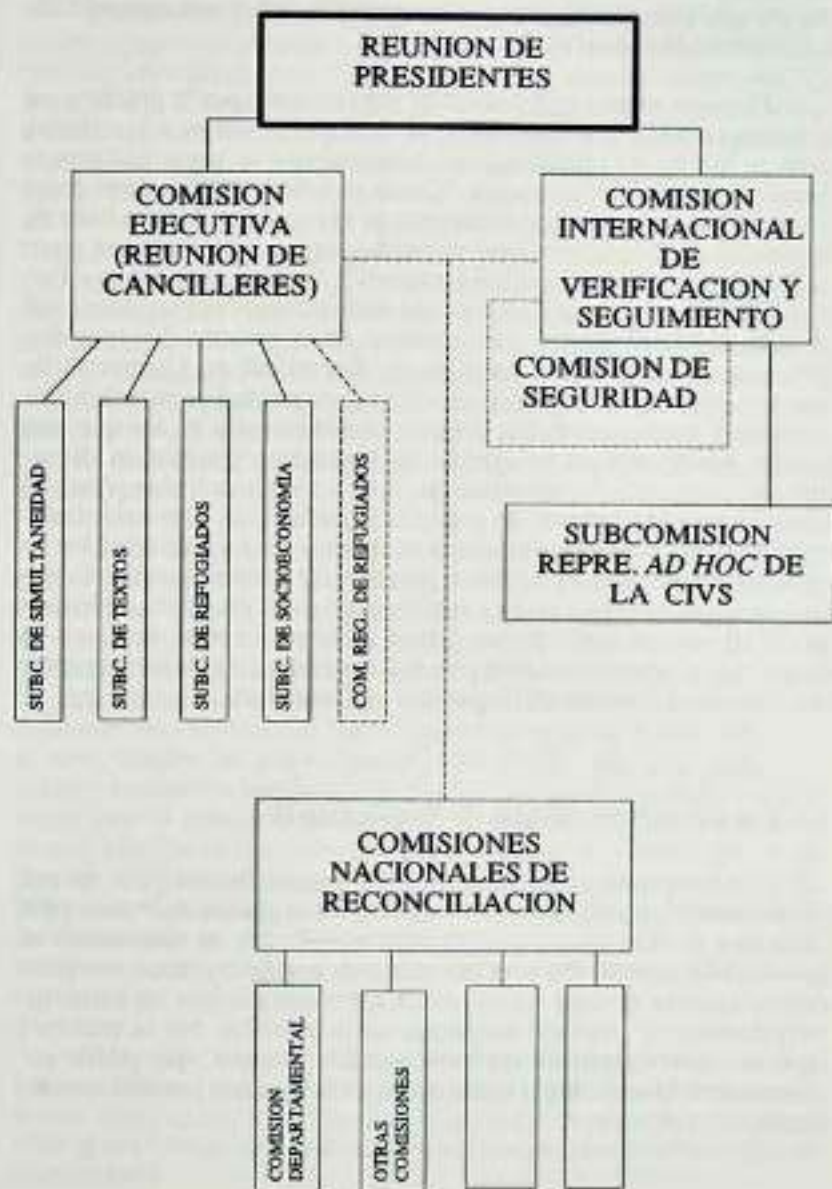 REUNION DE
PRESIDENTES
COMISION
EJECUTIVA
(REUNION DE
CANCILLERES)
COMISION
INTERNACIONAL
DE
VERIFICACION Y
SEGUIMIENTO
COMISION DE
SEGURIDAD
SUBC. DE SIMULTANEIDAD
SUBC. DE TEXTOS
SUBC. DE REFUGIADOS
SUBC. DE SOCIOECONOMIA
COM. REG. DE REFUGIADOS
SUBCOMISION
REPRE. AD HOC DE
LA CIVS
COMISIONES
NACIONALES DE
RECONCILIACION
COMISION
DEPARTAMENTAL
OTRAS
COMISIONES